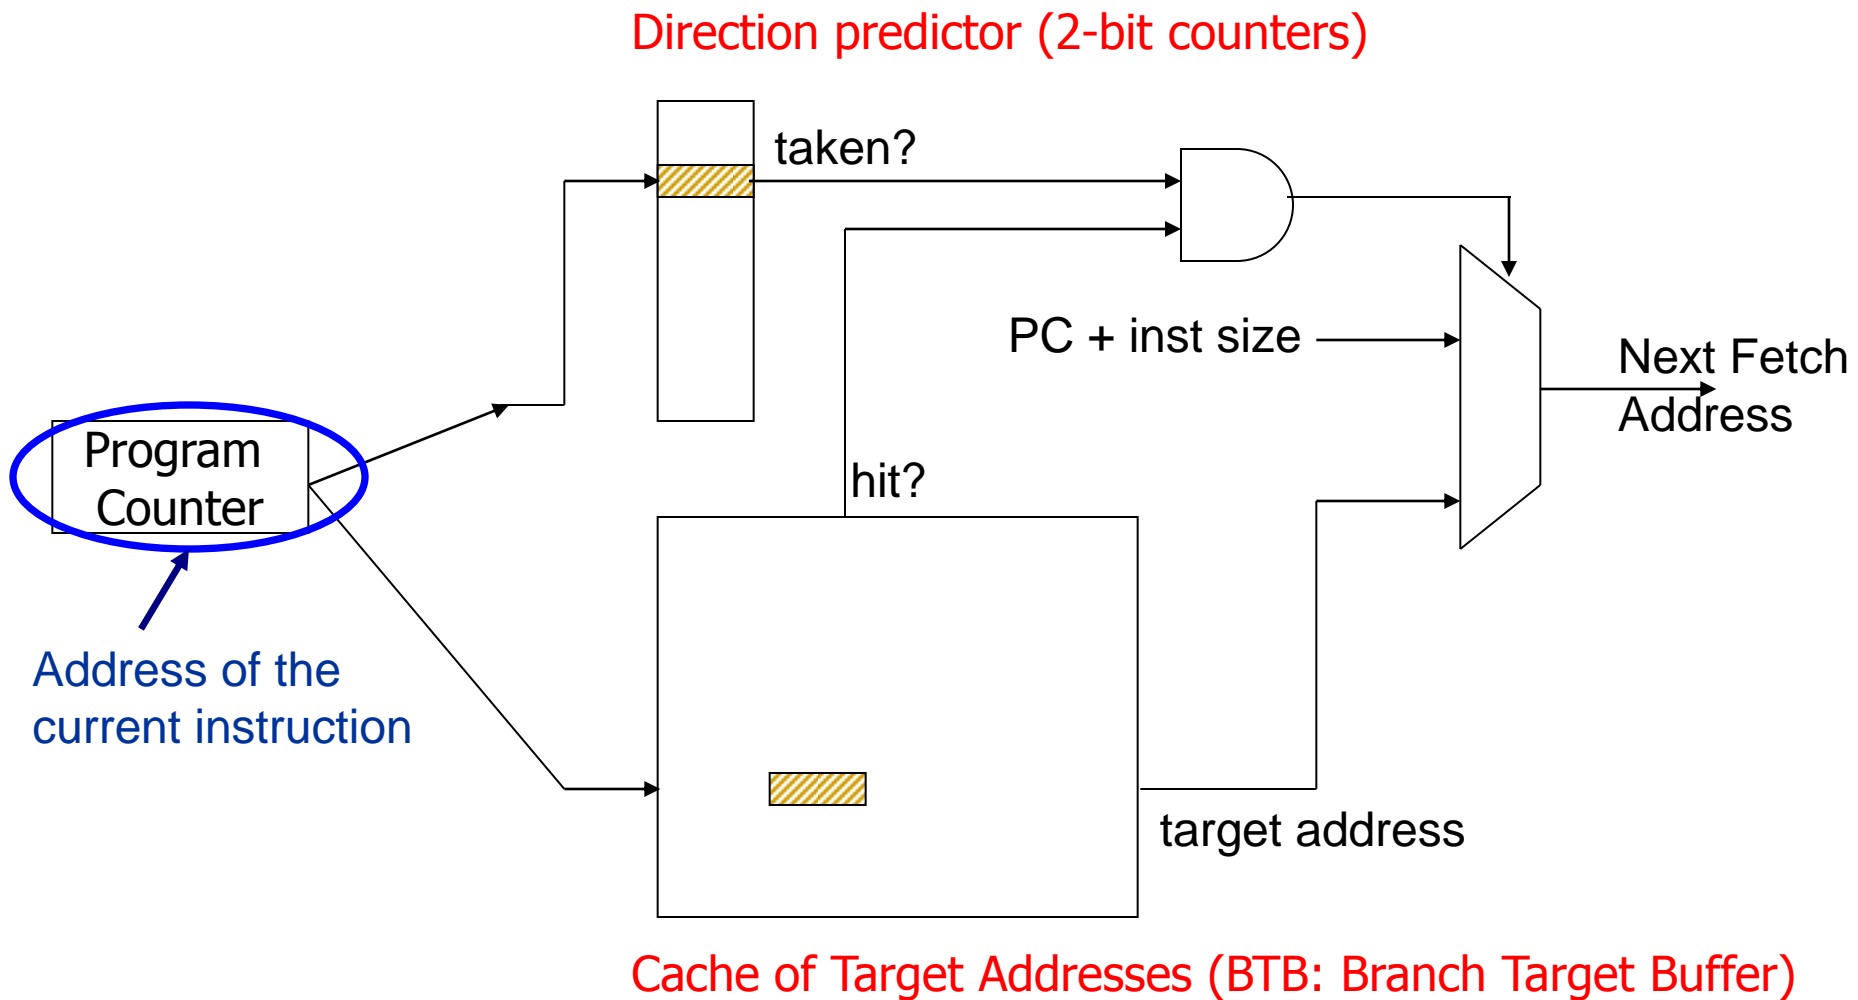 Direction predictor (2-bit counters)
taken?
PC + inst size
Next Fetch
Address
Program
Counter
hit?
Address of the
current instruction
target address
Cache of Target Addresses (BTB: Branch Target Buffer)